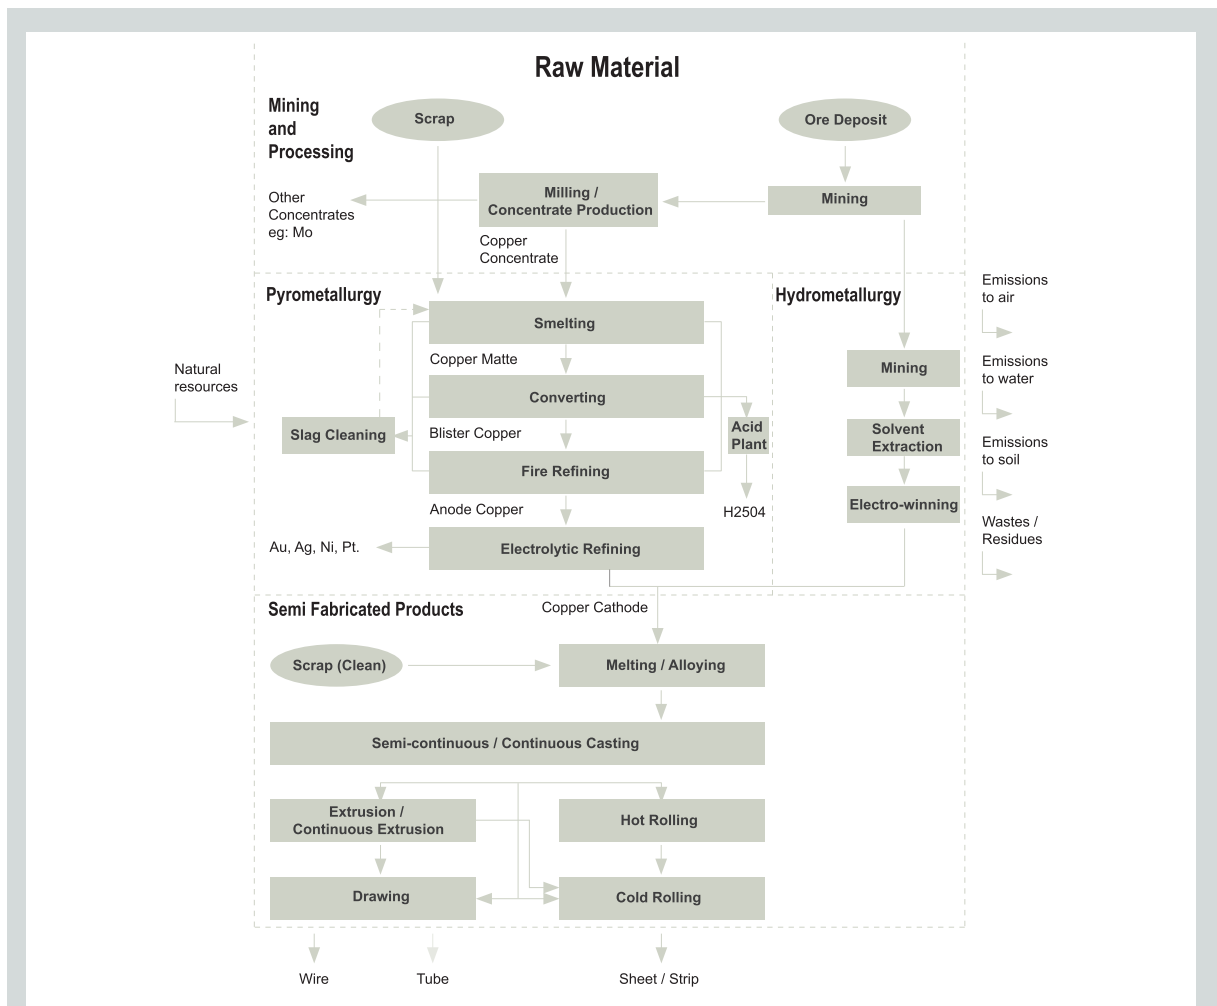 Raw Material
Mining
and
Processing
Scrap
Ore Deposit
Other
Concentrates
eg: Mo
Milling /
Concentrate Production
Mining
Copper
Concentrate
Pyrometallurgy
Hydrometallurgy
Smelting
Copper Matte
Converting
Blister Copper
Fire Refining
Anode Copper
Electrolytic Refining
Slag Cleaning
Au, Ag, Ni, Pt.
Acid
Plant
H2504
Mining
Solvent
Extraction
Electro-winning
Natural
resources
Emissions
to air
Emissions
to water
Emissions
to soil
Wastes /
Residues
Semi Fabricated Products
Copper Cathode
Scrap (Clean)
Melting / Alloying
Semi-continuous / Continuous Casting
Extrusion /
Continuous Extrusion
Hot Rolling
Drawing
Cold Rolling
Wire
Tube
Sheet / Strip